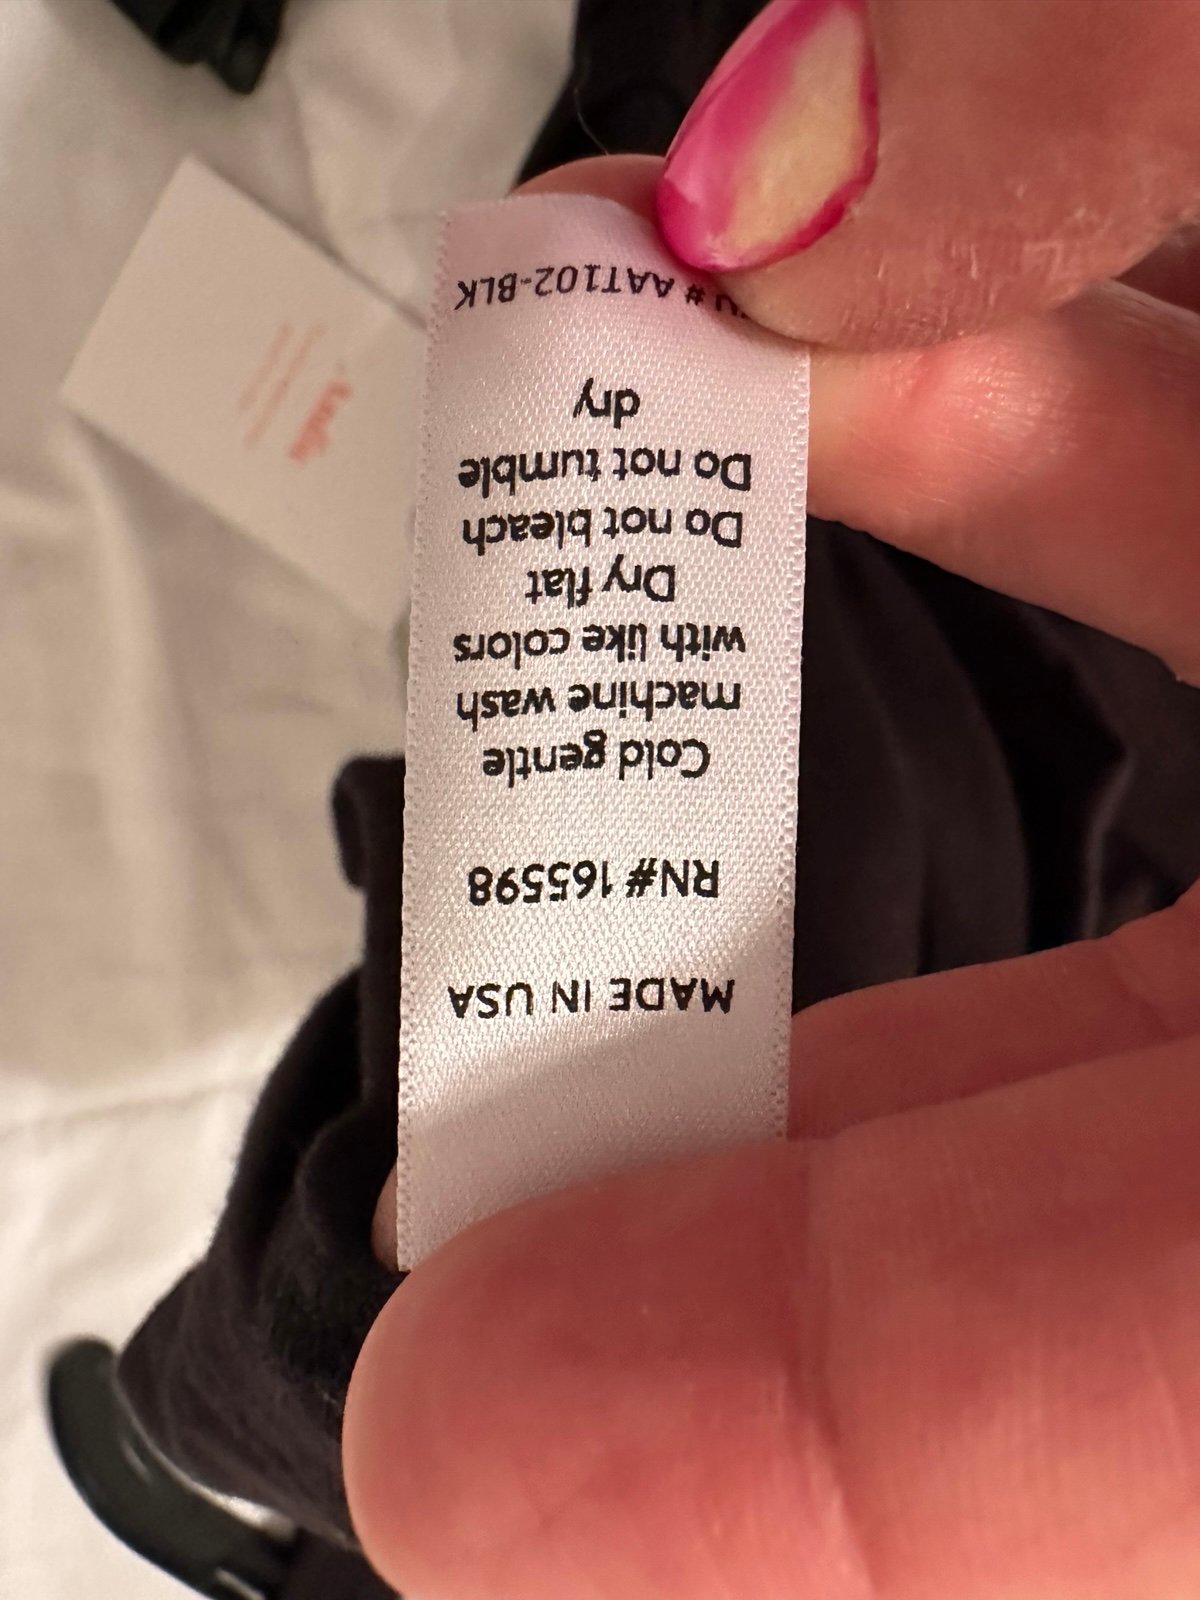 MADE IN USA
RN# 165598
Cold gentle
machine wash
with like colors
Dry flat
Do not bleach
Do not tumble
dry
# AAT102-BLK